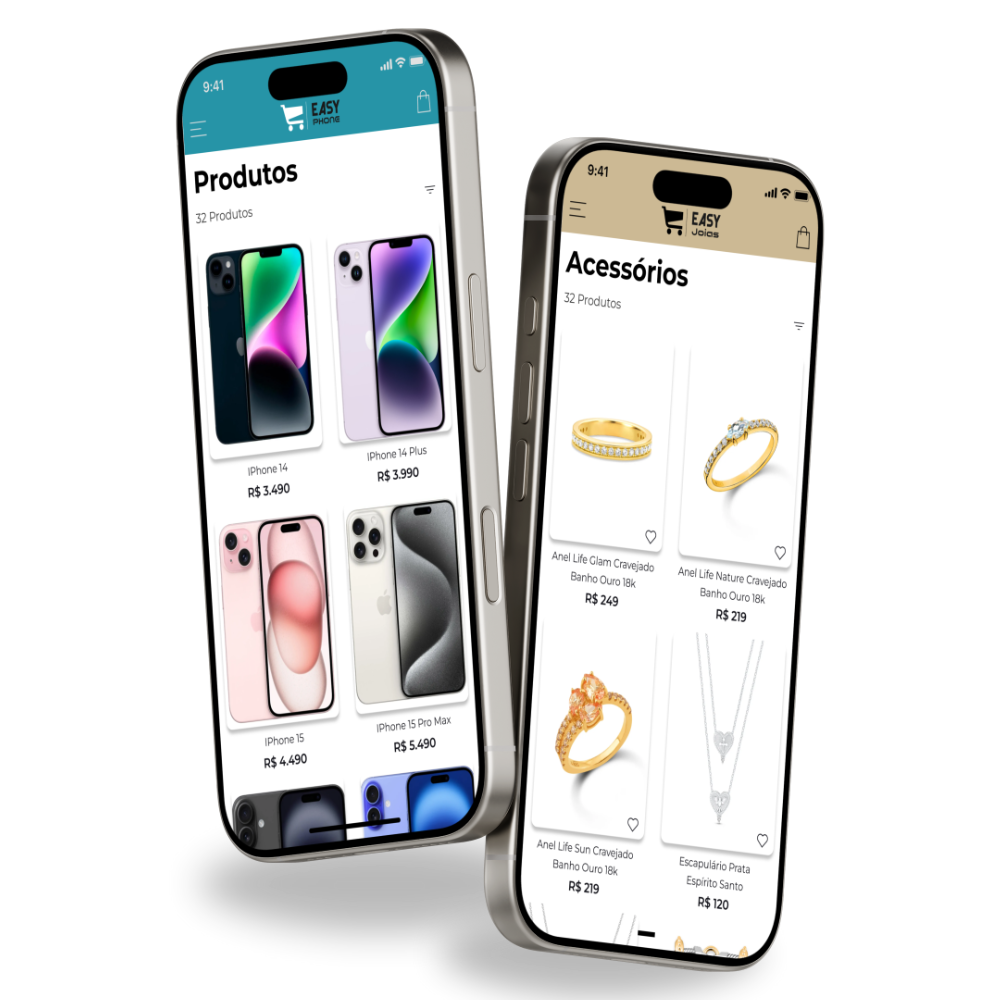 9:41
EASY
PHONE
Produtos
32 Produtos
IPhone 14
R$ 3.490
IPhone 14 Plus
R$ 3.990
IPhone 15
R$ 4.490
IPhone 15 Pro Max
R$ 5.490
9:41
EASY
Joias
Acessórios
32 Produtos
Anel Life Glam Cravejado
Banho Ouro 18k
R$ 249
Anel Life Nature Cravejado
Banho Ouro 18k
R$ 219
Anel Life Sun Cravejado
Banho Ouro 18k
R$ 219
Escapulário Prata
Espírito Santo
R$ 120